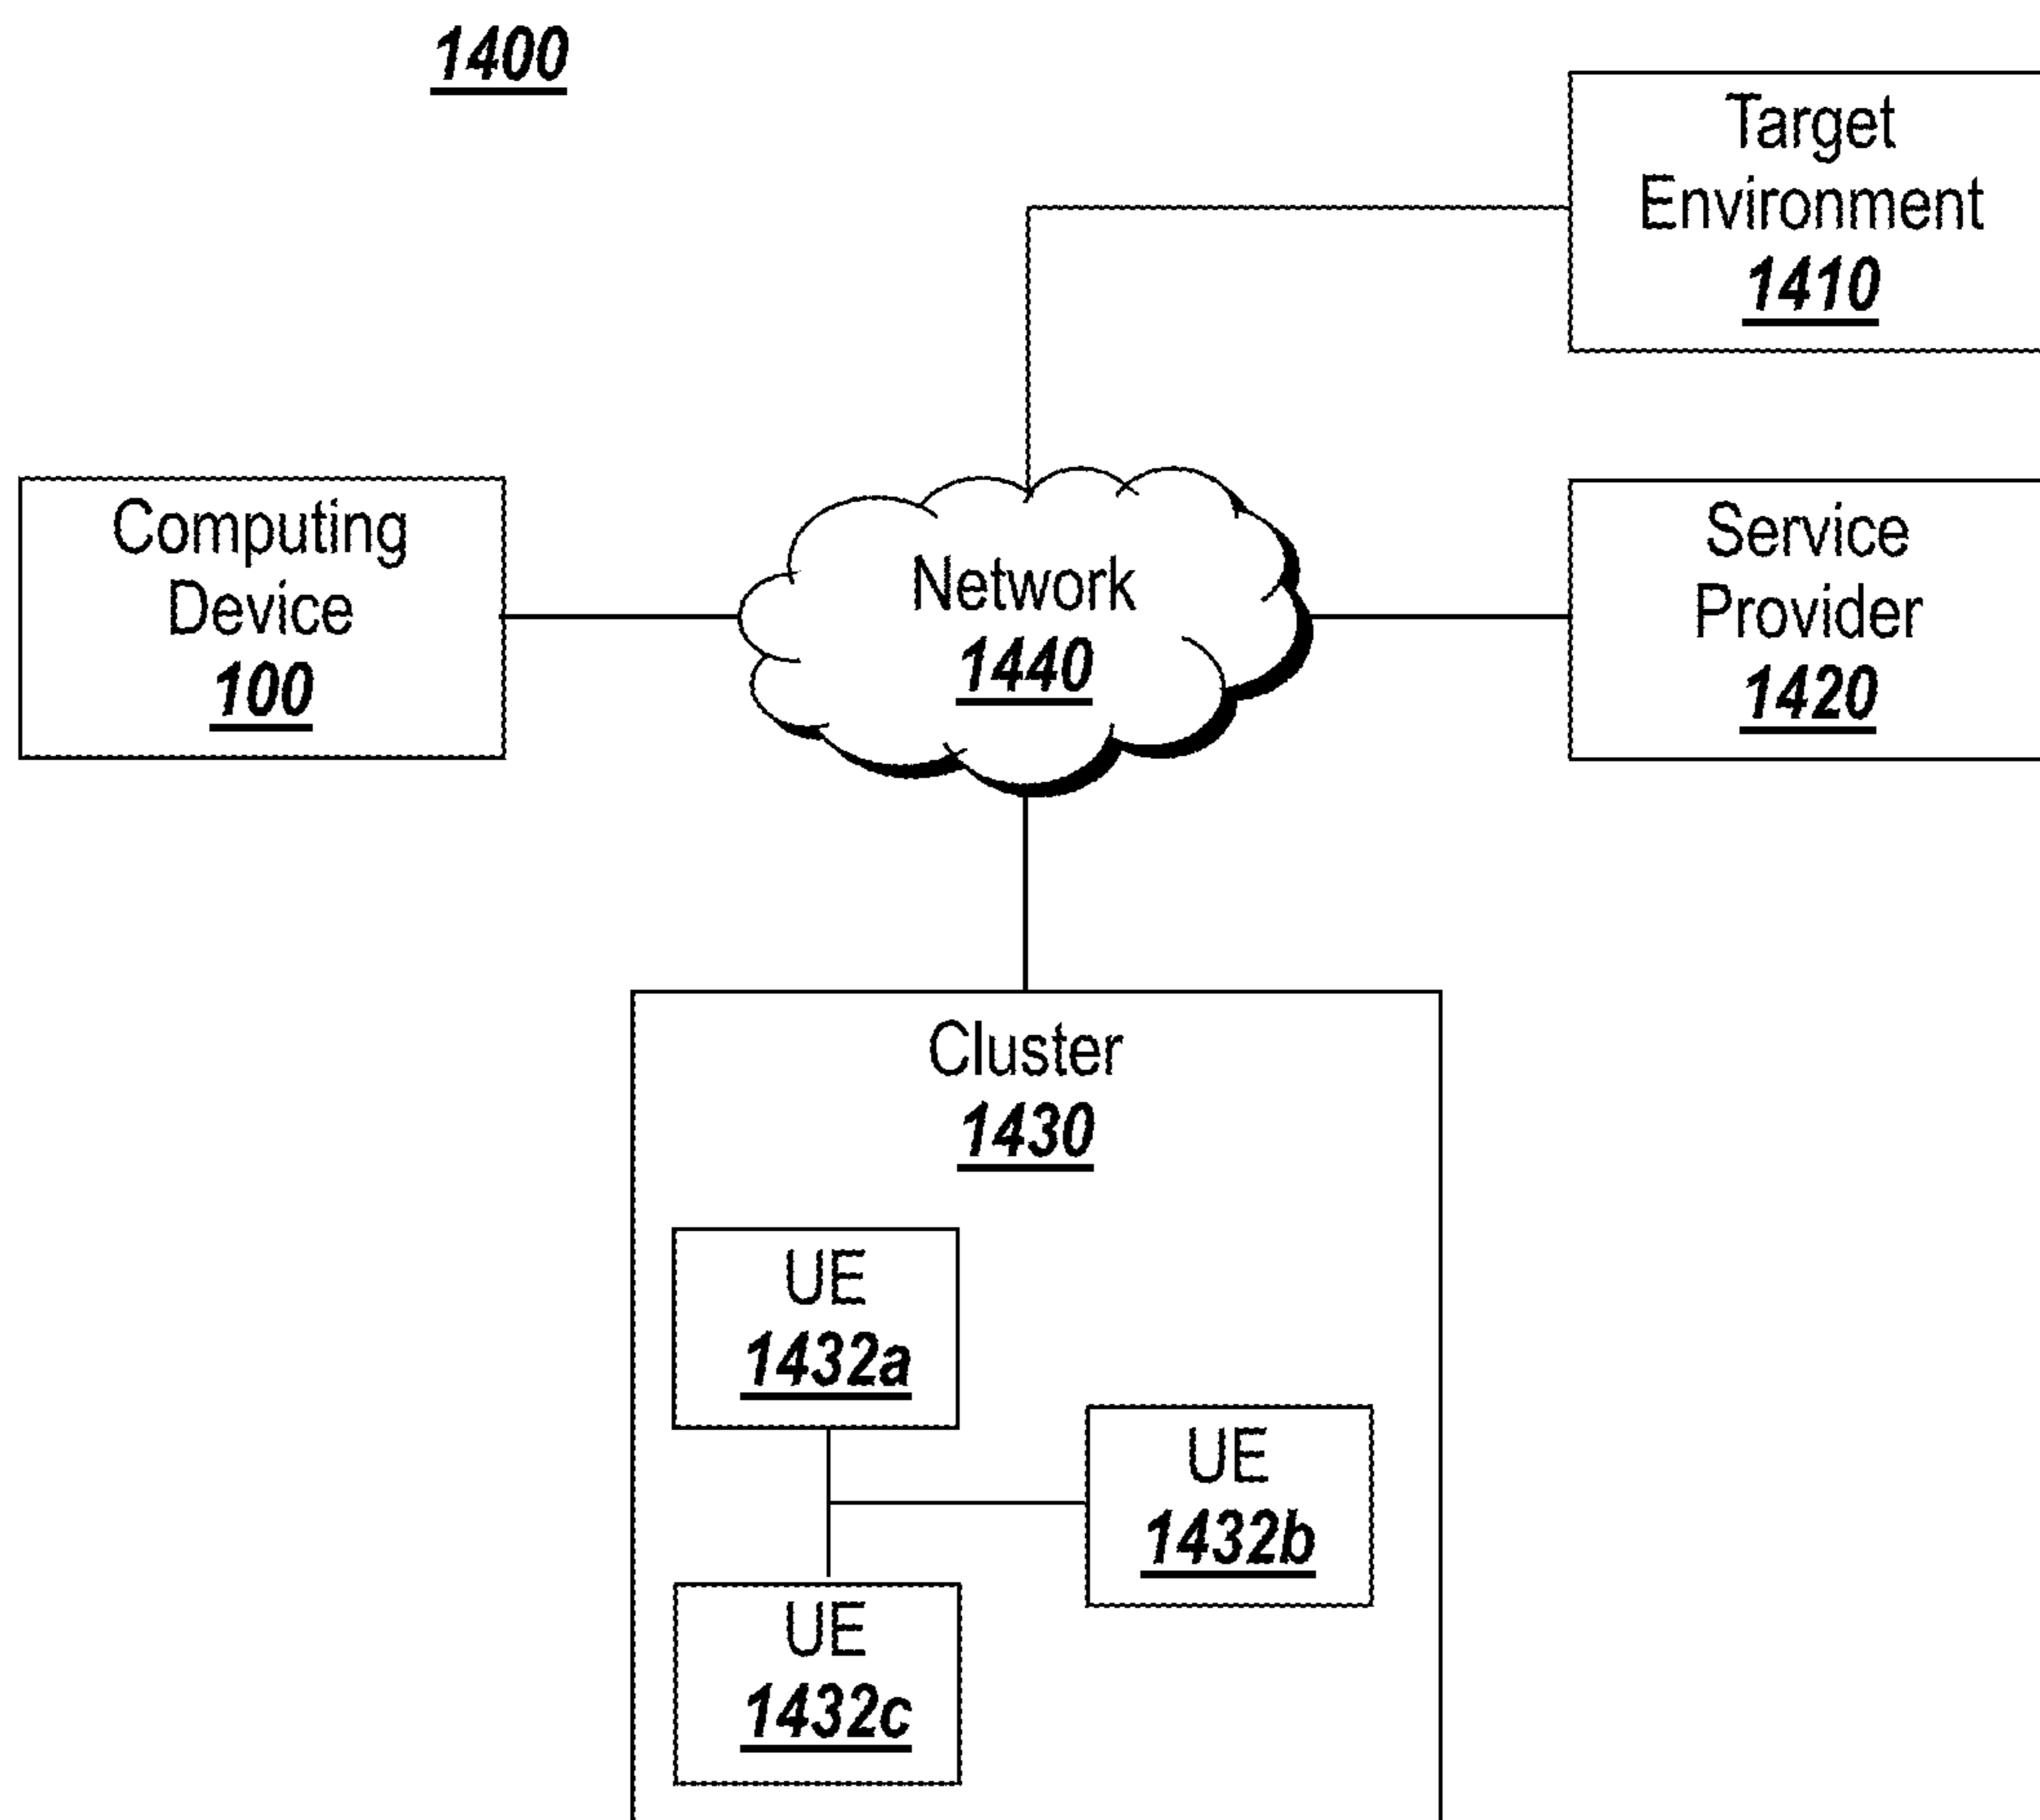 1400
Target
Environment
1410
Computing
Device
100
Network
1440
Service
Provider
1420
Cluster
1430
UE
1432a
UE
1432b
UE
1432c